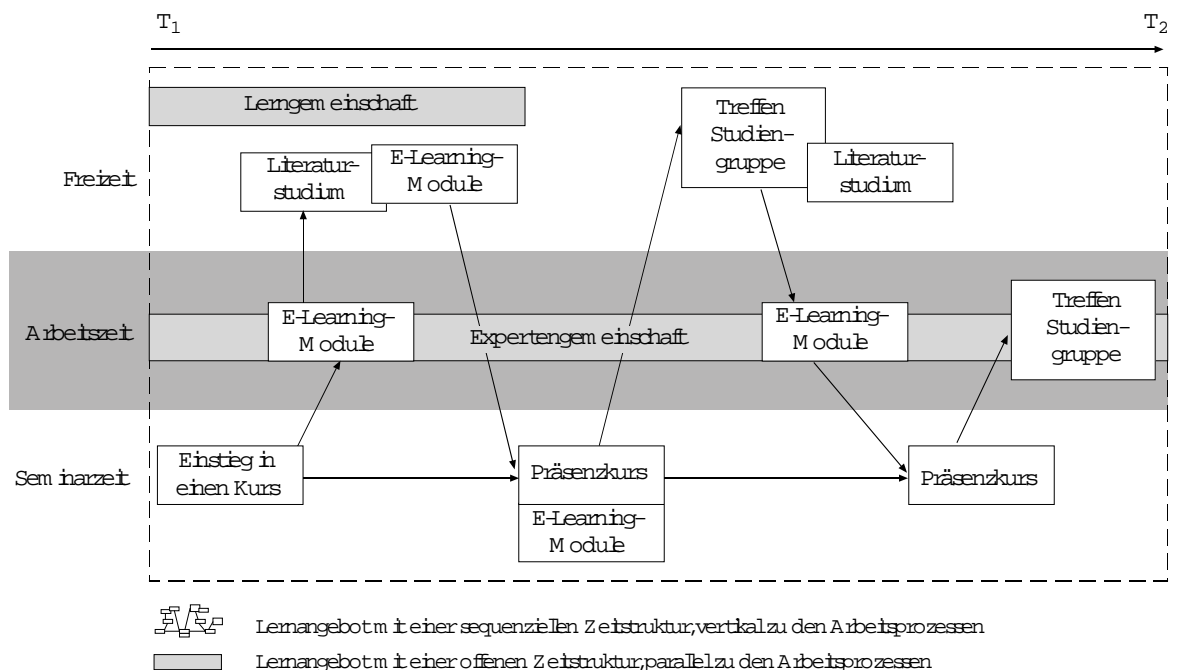 T1
T2
Lerngemeinschaft
Treffen
Studien-
gruppe
Literatur-
studium
E-Learning-
Module
Literatur-
studium
Freizeit
Arbeitszeit
E-Learning-
Module
Expertengemeinschaft
E-Learning-
Module
Treffen
Studien-
gruppe
Seminarzeit
Einstieg in
einen Kurs
Präsenzkurs
E-Learning-
Module
Präsenzkurs
Lernangebot mit einer sequenziellen Zeitstruktur, vertikal zu den Arbeitsprozessen
Lernangebot mit einer offenen Zeitstruktur, parallel zu den Arbeitsprozessen